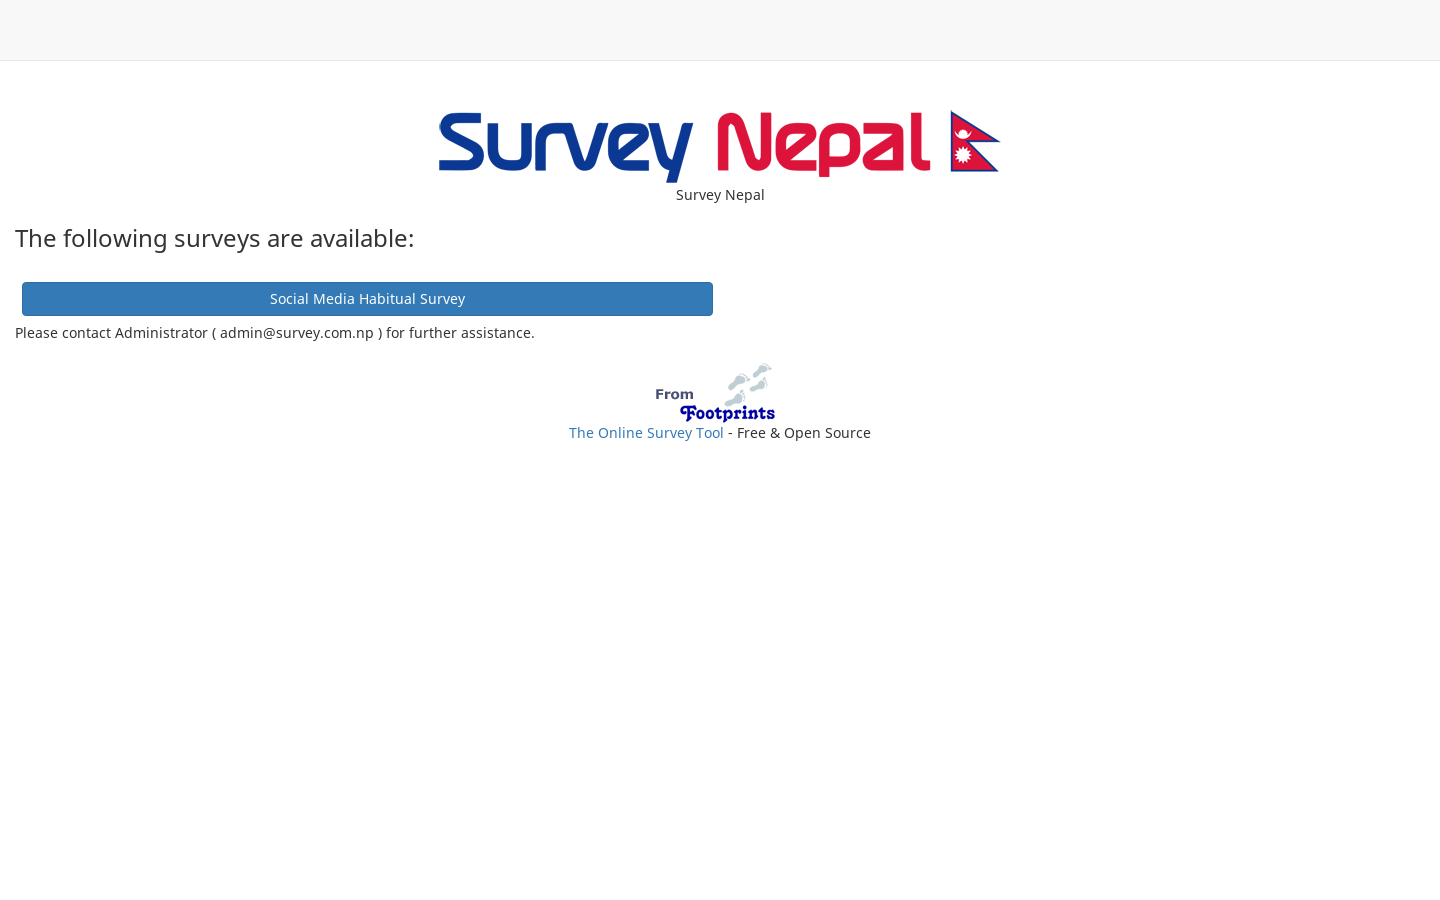 Survey Nepal
Survey Nepal
The following surveys are available:
Social Media Habitual Survey
Please contact Administrator ( admin@survey.com.np ) for further assistance.
From
Footprints
The Online Survey Tool - Free & Open Source